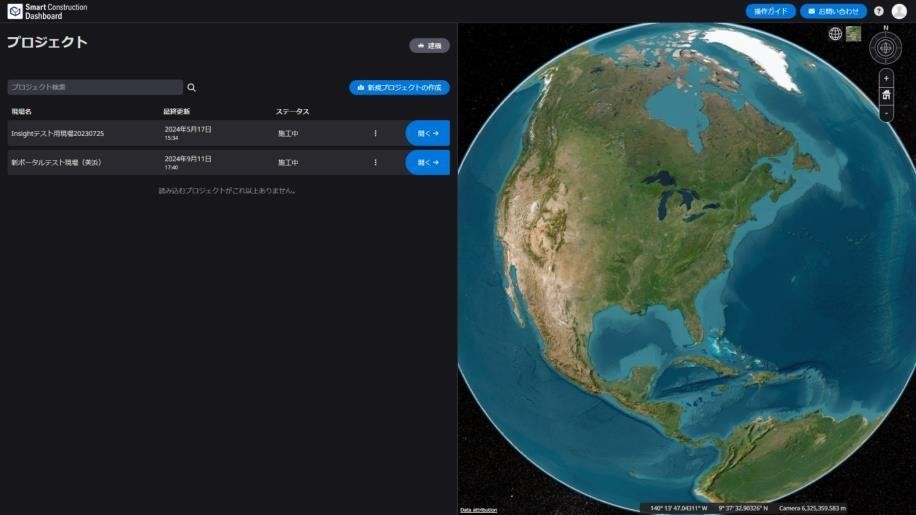 Smart Construction
Dashboard
操作ガイド
お問い合わせ
?
プロジェクト
建機
プロジェクト検索
新規プロジェクトの作成
現場名 最終更新 ステータス
Insightテスト用現場20230725 2024年5月17日 施工中 開く→
15:34
新ポータルテスト現場（美浜） 2024年9月11日 施工中 開く→
17:40
読み込むプロジェクトがこれ以上ありません。
N
+
-
Data attribution
140° 13' 47.04311" W 9° 37' 32.90326" N Camera 6,325,359.583 m